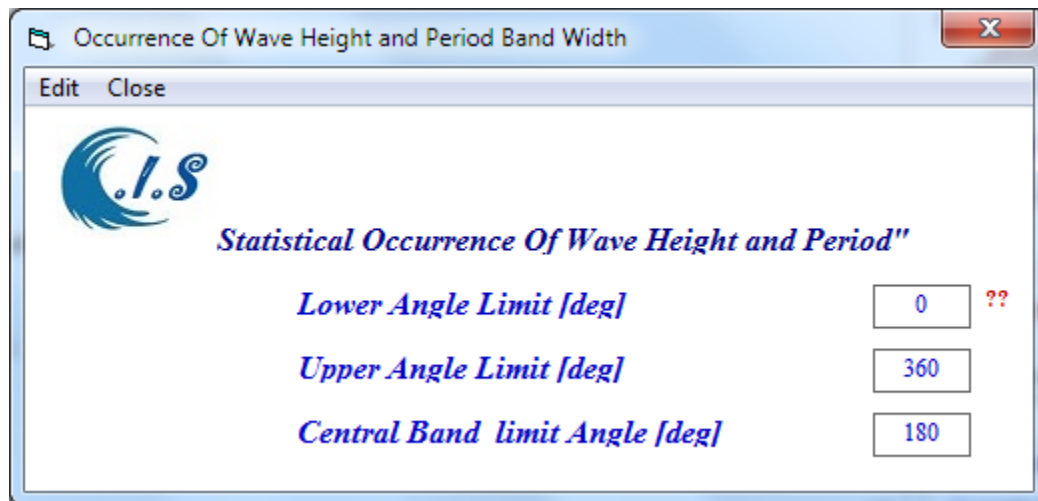 Occurrence Of Wave Height and Period Band Width
X
Edit Close
C.I.S
Statistical Occurrence Of Wave Height and Period"
Lower Angle Limit [deg] 0 ??
Upper Angle Limit [deg] 360
Central Band limit Angle [deg] 180